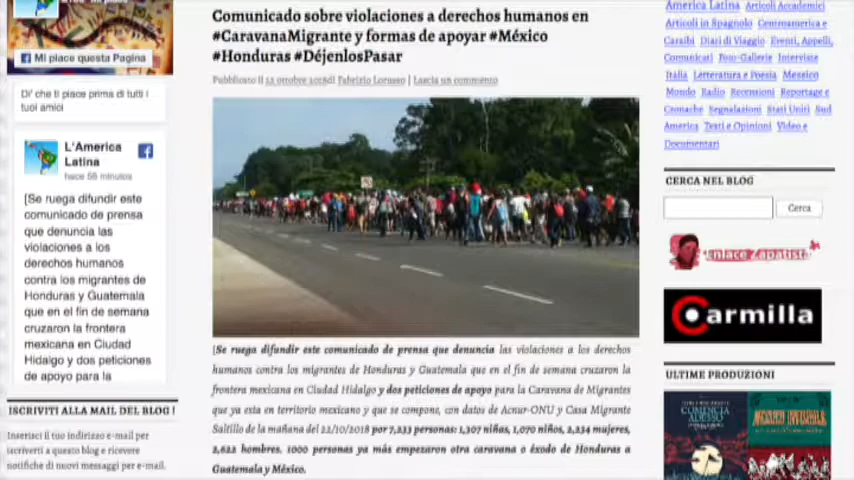 Mi piace questa Pagina
Di' che ti piace prima di tutti i
tuoi amici
L'America
Latina
hace 56 minutos
[Se ruega difundir este
comunicado de prensa
que denuncia las
violaciones a los
derechos humanos
contra los migrantes de
Honduras y Guatemala
que en el fin de semana
cruzaron la frontera
mexicana en Ciudad
Hidalgo y dos peticiones
de apoyo para la
ISCRIVITI ALLA MAIL DEL BLOG !
Inserisci il tuo indirizzo e-mail per
iscriverti a questo blog e ricevere
notifiche di nuovi messaggi per e-mail.
Comunicado sobre violaciones a derechos humanos en
#CaravanaMigrante y formas de apoyar #México
#Honduras #DéjenlosPasar
Pubblicato il 22 ottobre 2018di Fabrizio Lorusso | Lascia un commento
[Se ruega difundir este comunicado de prensa que denuncia las violaciones a los derechos
humanos contra los migrantes de Honduras y Guatemala que en el fin de semana cruzaron la
frontera mexicana en Ciudad Hidalgo y dos peticiones de apoyo para la Caravana de Migrantes
que ya esta en territorio mexicano y que se compone, con datos de Acnur-ONU y Casa Migrante
Saltillo de la mañana del 22/10/2018 por 7,233 personas: 1,307 niñas, 1,070 niños, 2,234 mujeres,
2,622 hombres. 1000 personas ya más empezaron otra caravana o éxodo de Honduras a
Guatemala y México.
America Latina Articoli Accademici
Articoli in Spagnolo Centroamerica e
Caraibi Diari di Viaggio Eventi, Appelli,
Comunicati Foto-Gallerie Interviste
Italia Letteratura e Poesia Messico
Mondo Radio Recensioni Reportage e
Cronache Segnalazioni Stati Uniti Sud
America Testi e Opinioni Video e
Documentari
CERCA NEL BLOG
Cerca
enlace Zapatista
Carmilla
ULTIME PRODUZIONI
COMINCIA
ADESSO
MESSICO INVISIBILE